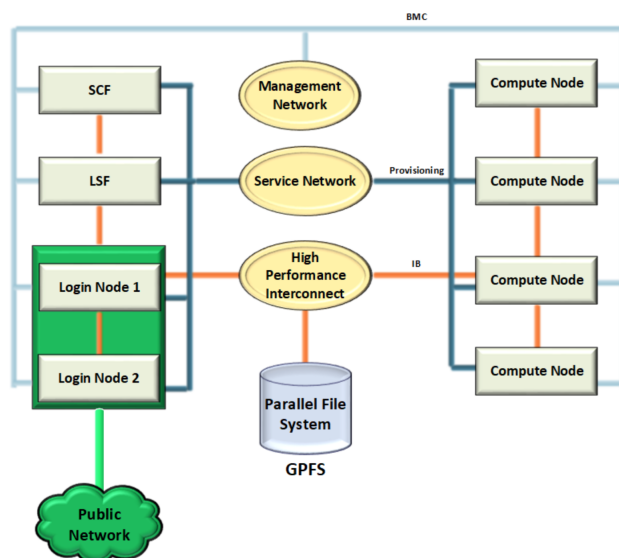 BMC
SCF
Management
Network
Compute Node
LSF
Service Network
Provisioning
Compute Node
High
Performance
Interconnect
IB
Login Node 1
Compute Node
Login Node 2
Compute Node
Parallel File
System
GPFS
Public
Network